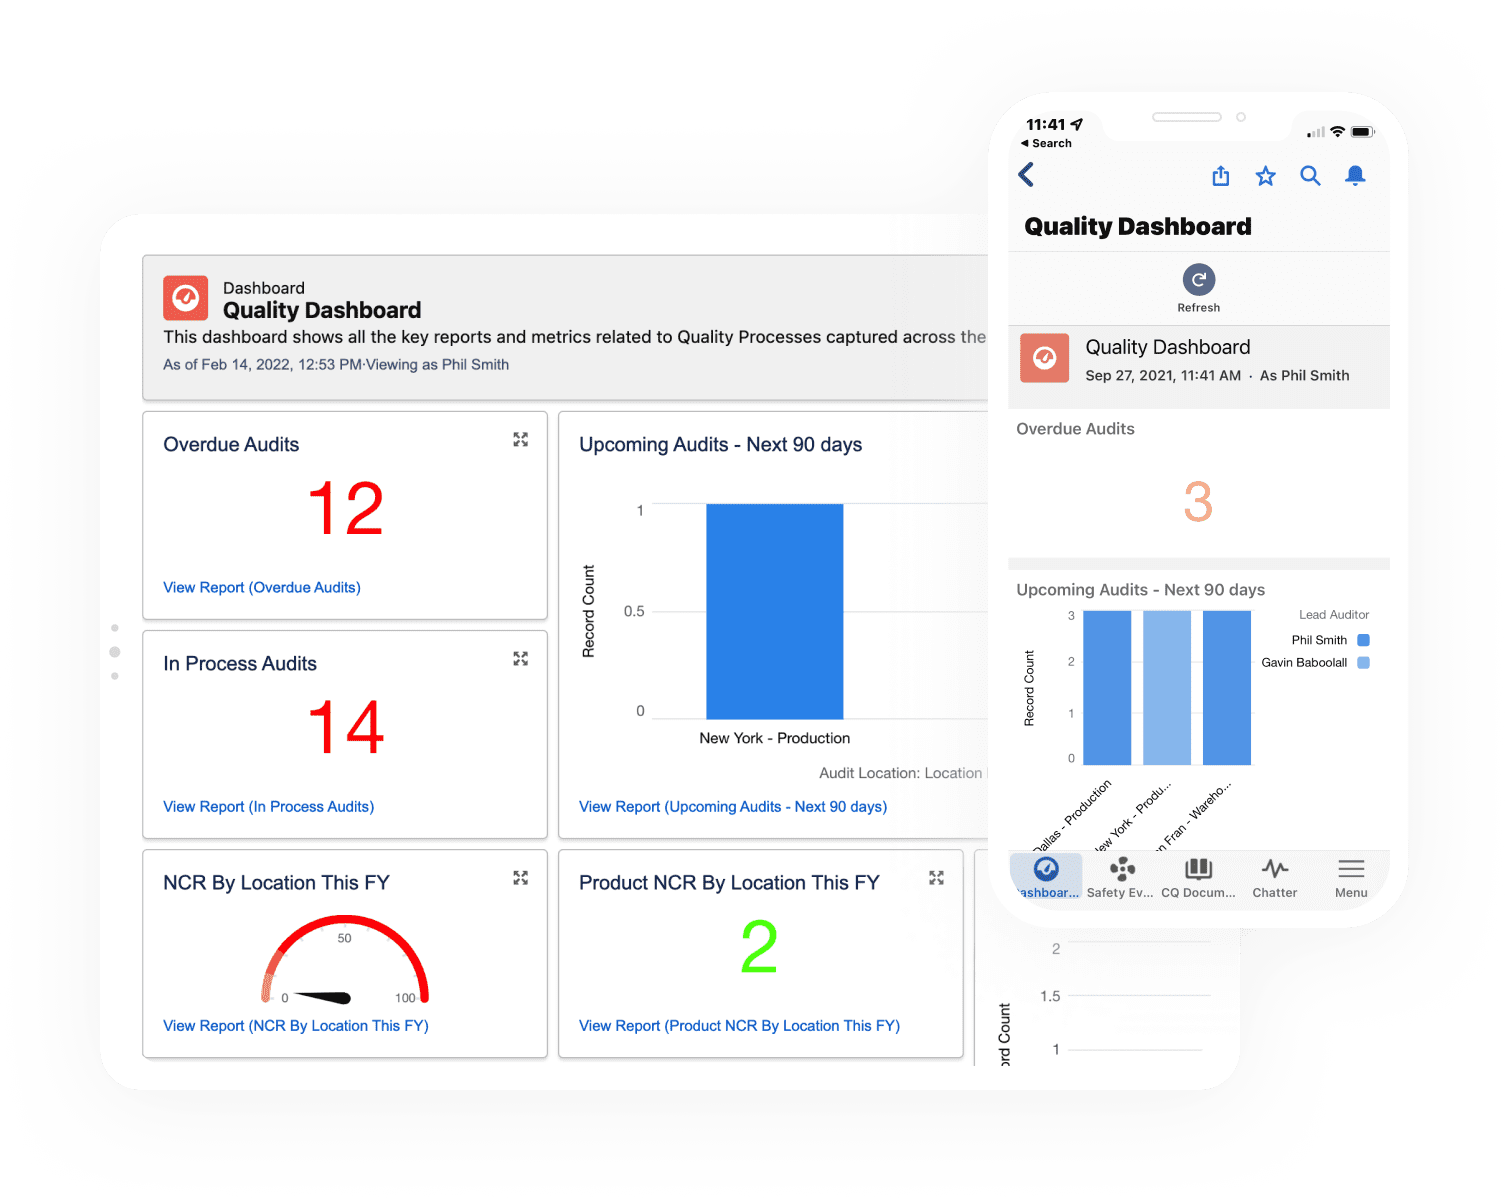 Dashboard
Quality Dashboard
This dashboard shows all the key reports and metrics related to Quality Processes captured across the
As of Feb 14, 2022, 12:53 PM·Viewing as Phil Smith
Overdue Audits
12
View Report (Overdue Audits)
In Process Audits
14
View Report (In Process Audits)
Upcoming Audits - Next 90 days
1
0.5
0
Record Count
New York - Production
Audit Location: Location
View Report (Upcoming Audits - Next 90 days)
NCR By Location This FY
50
0
100
View Report (NCR By Location This FY)
Product NCR By Location This FY
2
View Report (Product NCR By Location This FY)
2
1.5
1
ord Count
11:41
◄ Search
Quality Dashboard
Refresh
Quality Dashboard
Sep 27, 2021, 11:41 AM · As Phil Smith
Overdue Audits
3
Upcoming Audits - Next 90 days
Lead Auditor
Phil Smith
Gavin Baboolall
3
2
1
0
Record Count
Dallas - Production
ew York - Produ...
n Fran - Wareho...
ashboar...
Safety Ev...
CQ Docum...
Chatter
Menu